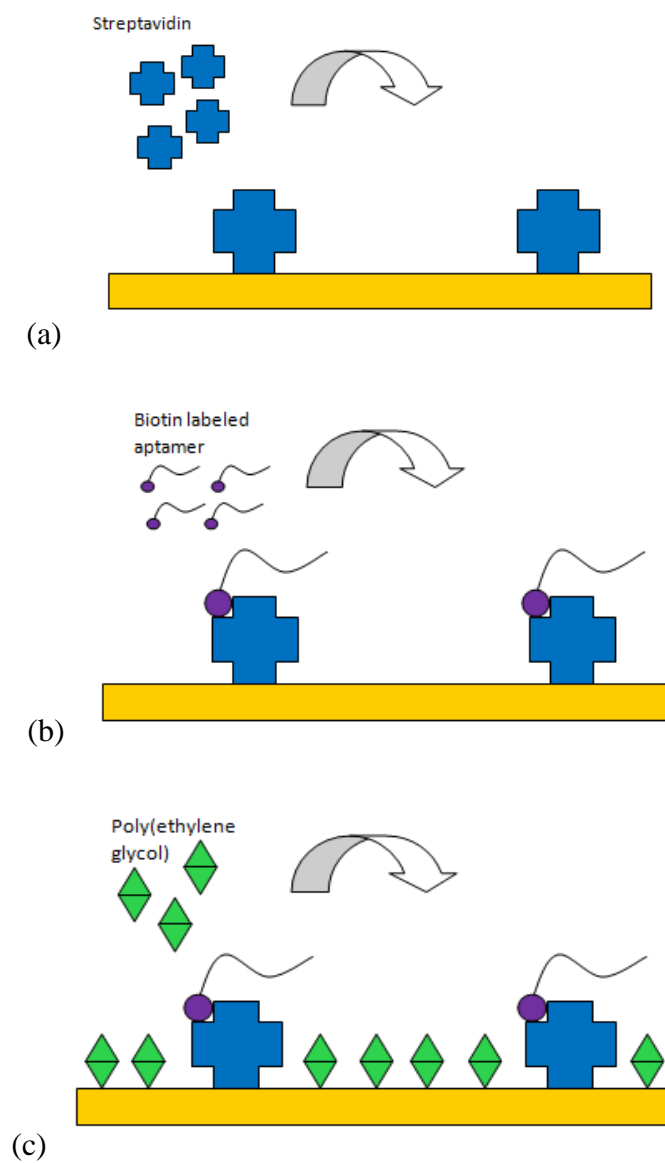 Streptavidin
(a)
Biotin labeled
aptamer
(b)
Poly(ethylene
glycol)
(c)